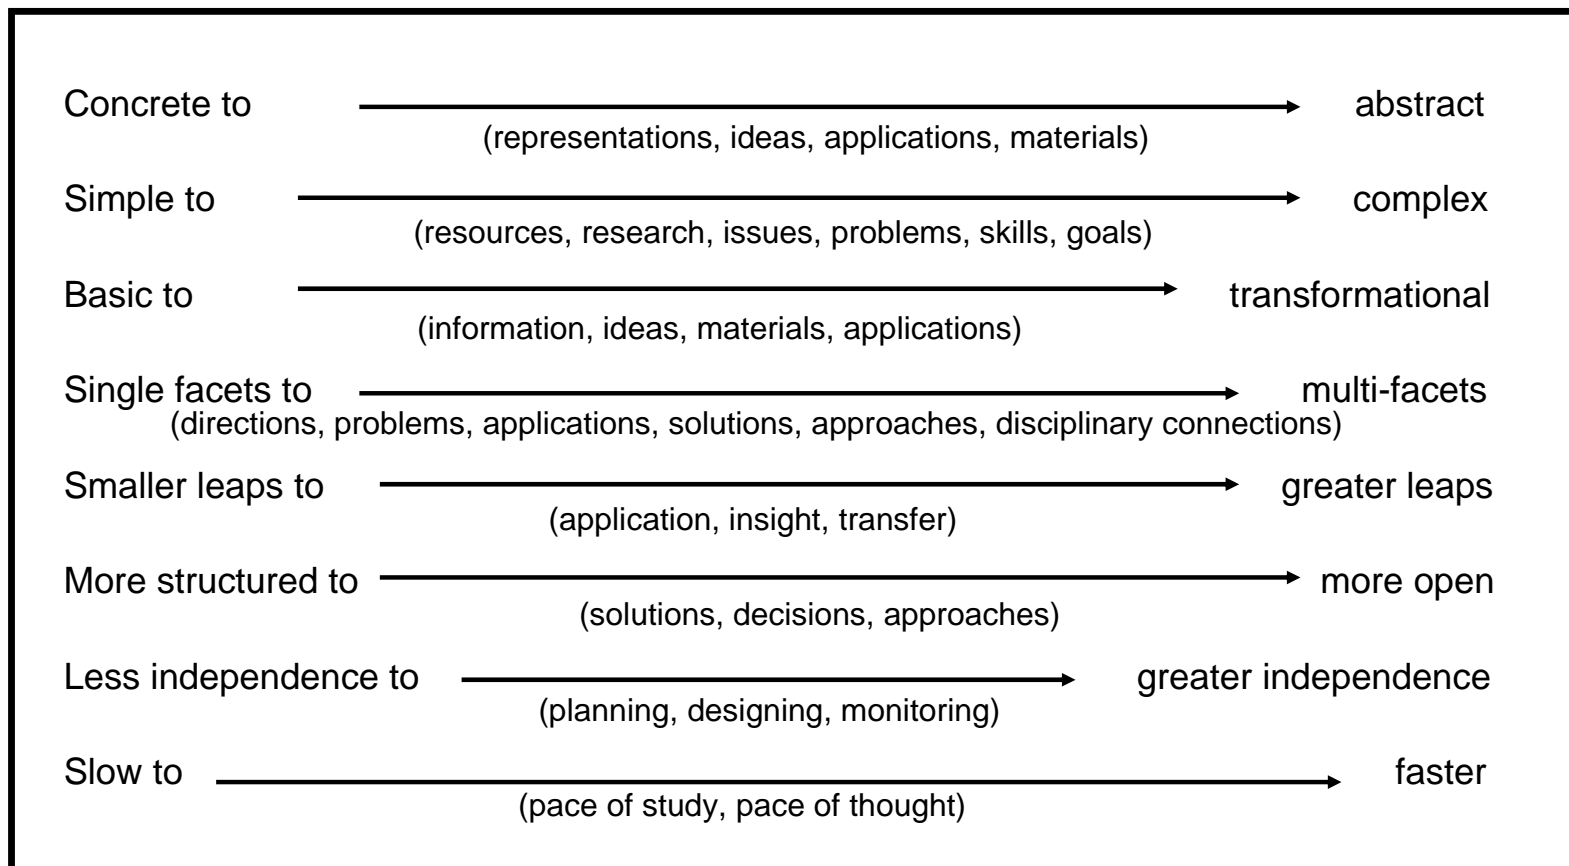 Concrete to abstract
(representations, ideas, applications, materials)
Simple to complex
(resources, research, issues, problems, skills, goals)
Basic to transformational
(information, ideas, materials, applications)
Single facets to multi-facets
(directions, problems, applications, solutions, approaches, disciplinary connections)
Smaller leaps to greater leaps
(application, insight, transfer)
More structured to more open
(solutions, decisions, approaches)
Less independence to greater independence
(planning, designing, monitoring)
Slow to faster
(pace of study, pace of thought)